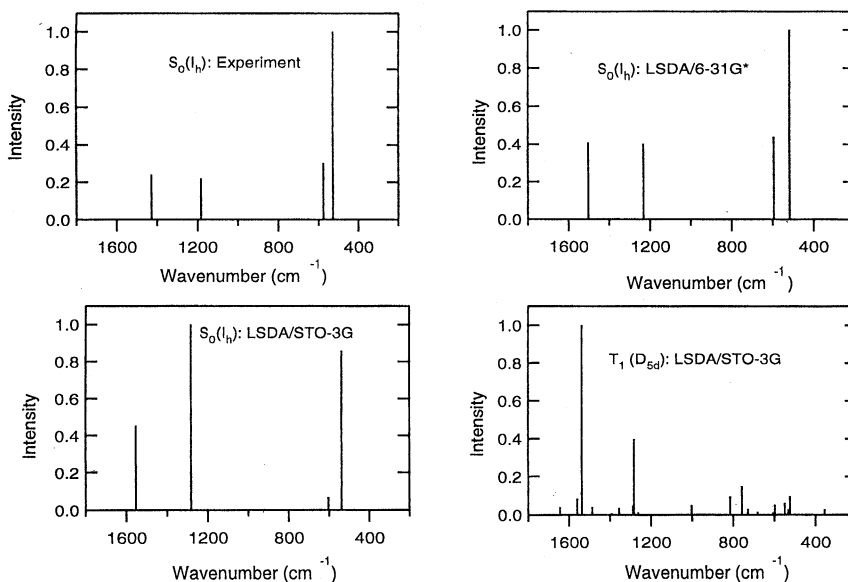 S₀(Iₕ): Experiment
Intensity
1.0
0.8
0.6
0.4
0.2
0.0
1600 1200 800 400
Wavenumber (cm⁻¹)
S₀(Iₕ): LSDA/6-31G*
Intensity
1.0
0.8
0.6
0.4
0.2
0.0
1600 1200 800 400
Wavenumber (cm⁻¹)
S₀(Iₕ): LSDA/STO-3G
Intensity
1.0
0.8
0.6
0.4
0.2
0.0
1600 1200 800 400
Wavenumber (cm⁻¹)
T₁ (D₅d): LSDA/STO-3G
Intensity
1.0
0.8
0.6
0.4
0.2
0.0
1600 1200 800 400
Wavenumber (cm⁻¹)